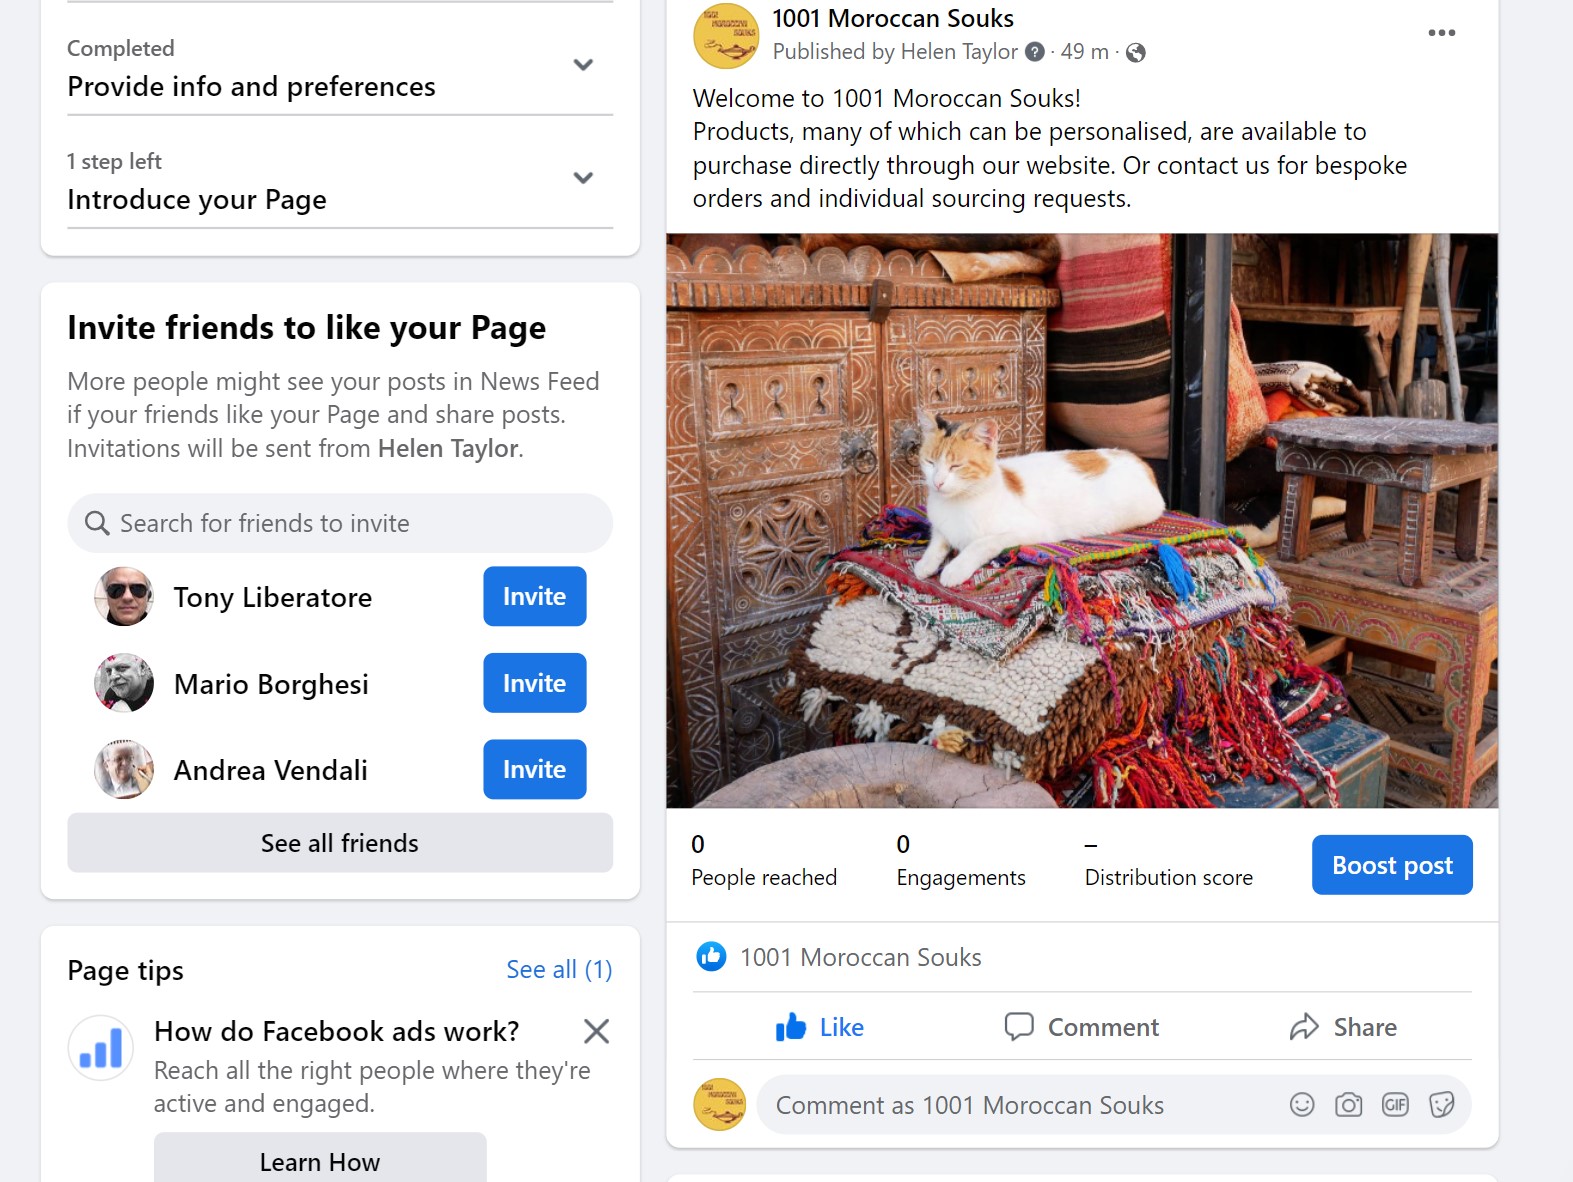 Completed
Provide info and preferences
1 step left
Introduce your Page
Invite friends to like your Page
More people might see your posts in News Feed
if your friends like your Page and share posts.
Invitations will be sent from Helen Taylor.
Search for friends to invite
Tony Liberatore
Invite
Mario Borghesi
Invite
Andrea Vendali
Invite
See all friends
Page tips
See all (1)
How do Facebook ads work?
Reach all the right people where they're
active and engaged.
Learn How
1001 Moroccan Souks
Published by Helen Taylor ? · 49 m ·
Welcome to 1001 Moroccan Souks!
Products, many of which can be personalised, are available to
purchase directly through our website. Or contact us for bespoke
orders and individual sourcing requests.
0
People reached
0
Engagements
–
Distribution score
Boost post
1001 Moroccan Souks
Like
Comment
Share
1001
MOROCCAN
SOUKS
Comment as 1001 Moroccan Souks
GIF